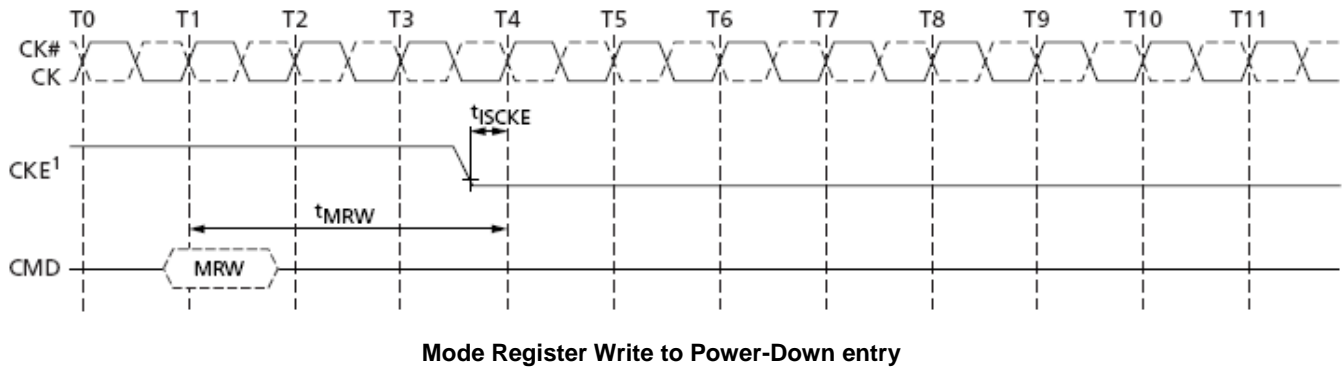 T0 T1 T2 T3 T4 T5 T6 T7 T8 T9 T10 T11
CK#
CK
tISCKE
CKE1
tMRW
CMD MRW
Mode Register Write to Power-Down entry